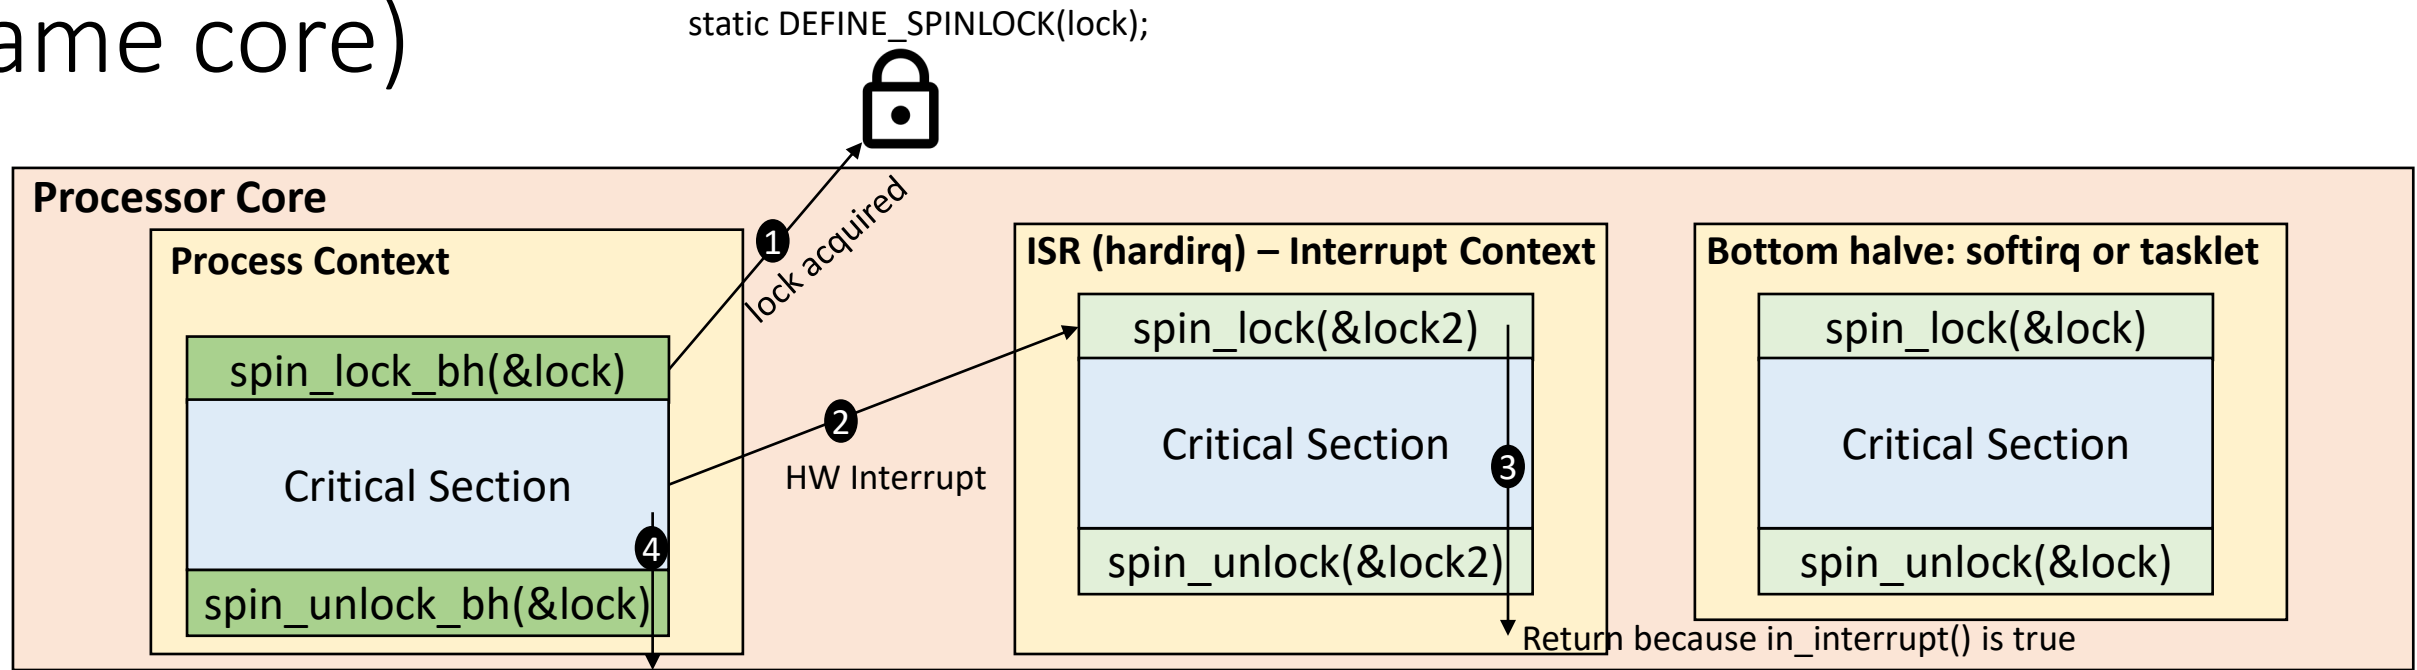 ame core)
static DEFINE_SPINLOCK(lock);
Processor Core
Process Context
1
lock acquired
spin_lock_bh(&lock)
Critical Section
4
spin_unlock_bh(&lock)
2
HW Interrupt
ISR (hardirq) – Interrupt Context
spin_lock(&lock2)
Critical Section
3
spin_unlock(&lock2)
Return because in_interrupt() is true
Bottom halve: softirq or tasklet
spin_lock(&lock)
Critical Section
spin_unlock(&lock)